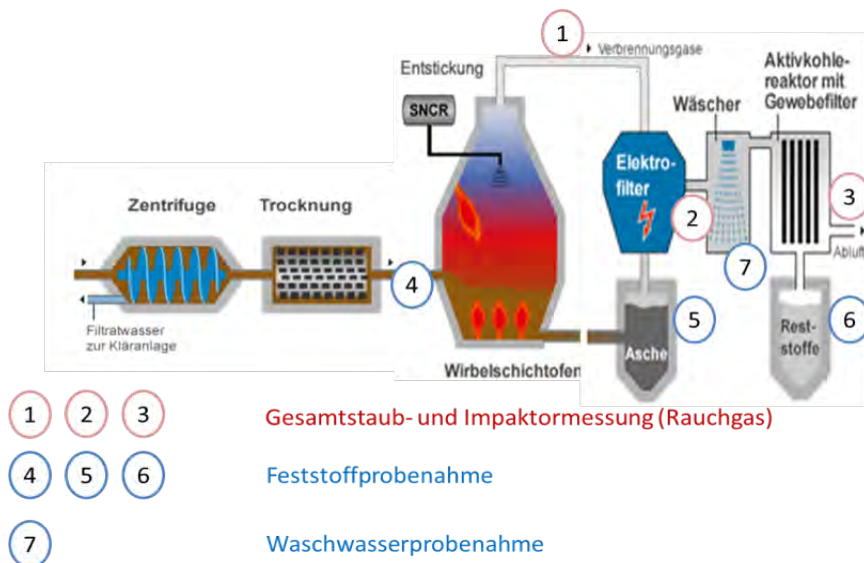 1
Verbrennungsgase
Entstickung
SNCR
Aktivkohle-
reaktor mit
Gewebefilter
Wäscher
Elektro-
filter
Zentrifuge
Trocknung
2
3
Abluft
4
7
5
6
Filtratwasser
zur Kläranlage
Wirbelschichtofen
Asche
Rest-
stoffe
1 2 3 Gesamtstaub- und Impaktormessung (Rauchgas)
4 5 6 Feststoffprobenahme
7 Waschwasserprobenahme